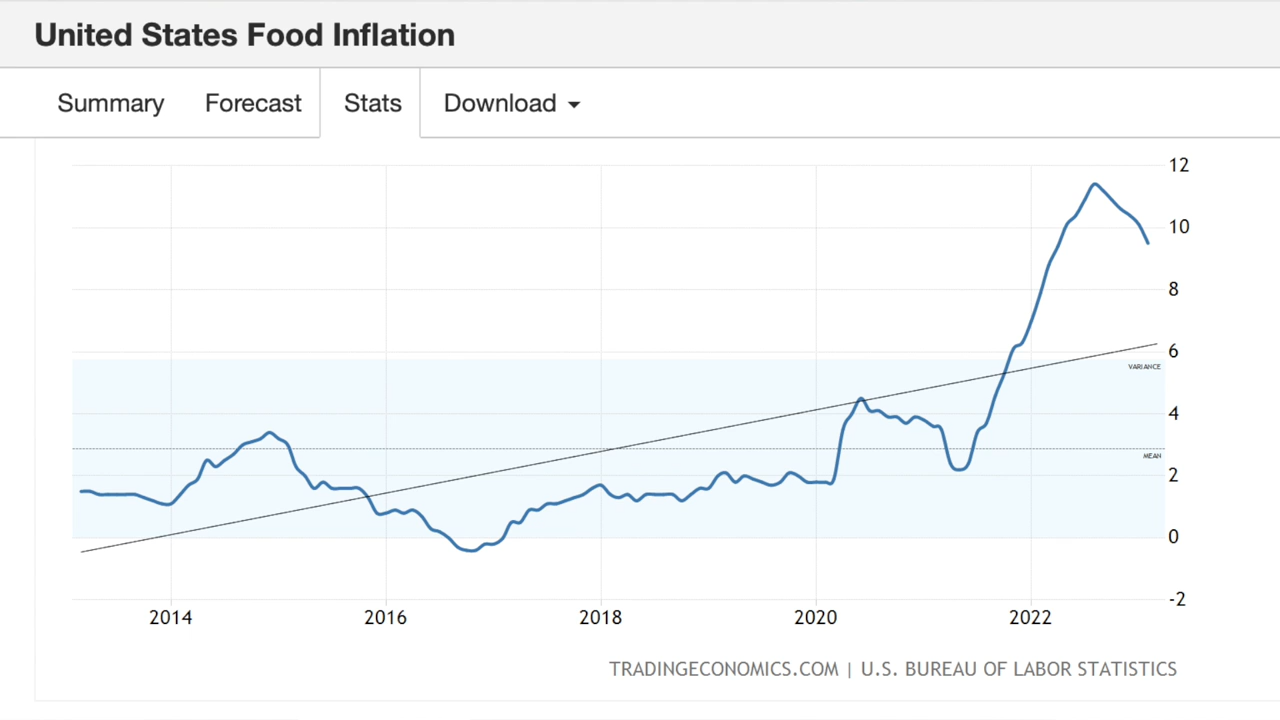 United States Food Inflation
Summary Forecast Stats Download
12
10
8
6
VARIANCE
4
MEAN
2
0
-2
2014 2016 2018 2020 2022
TRADINGECONOMICS.COM | U.S. BUREAU OF LABOR STATISTICS